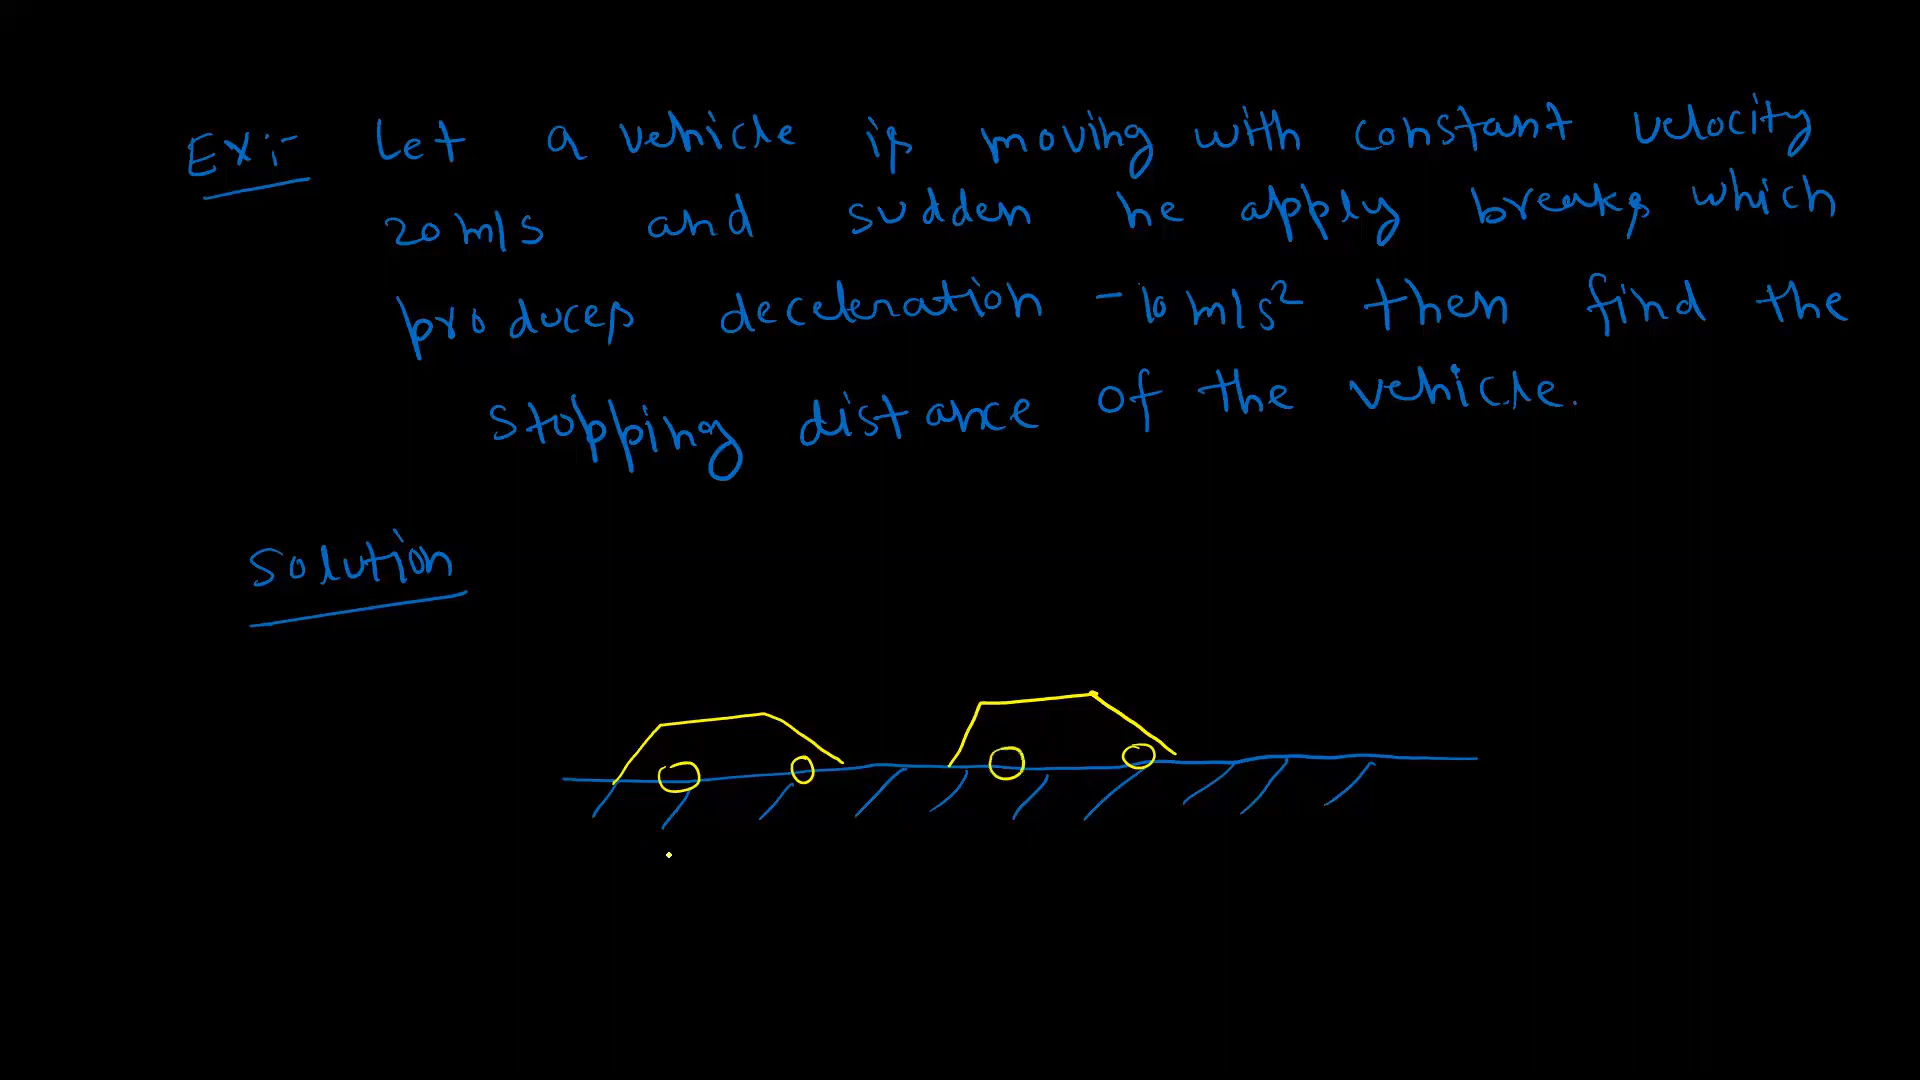 Ex:- Let a vehicle is moving with constant velocity
20 m/s and sudden he apply breaks which
produces deceleration -10 m/s² then find the
stopping distance of the vehicle.
Solution